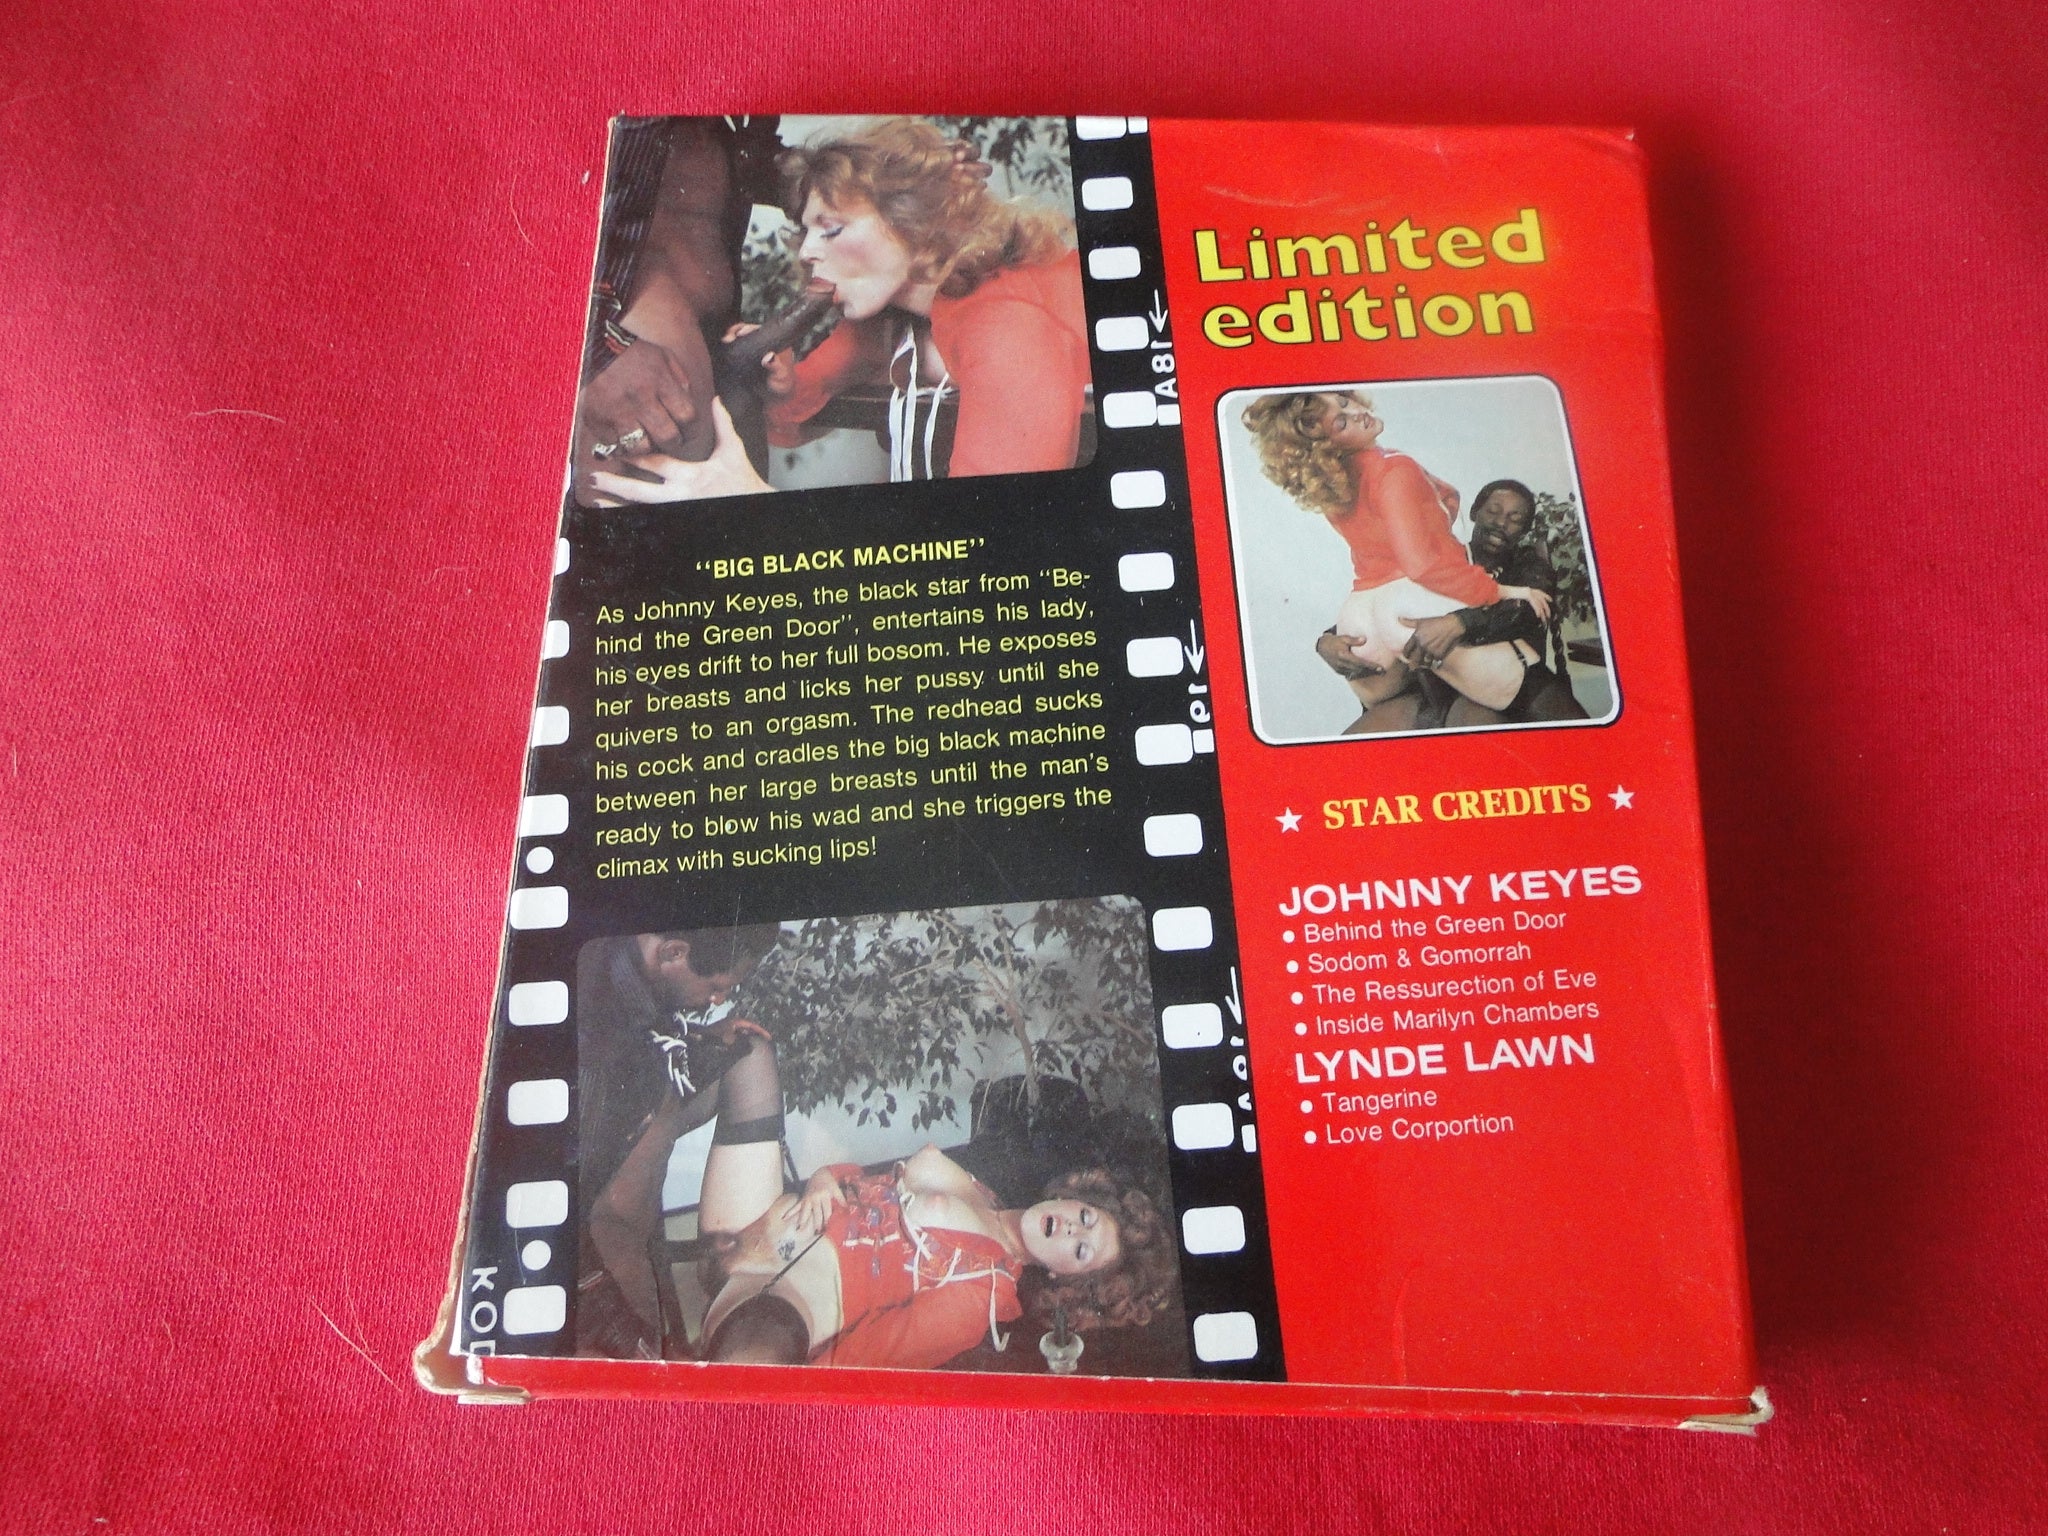 Limited
edition
"BIG BLACK MACHINE"
As Johnny Keyes, the black star from "Be-
hind the Green Door", entertains his lady,
his eyes drift to her full bosom. He exposes
her breasts and licks her pussy until she
quivers to an orgasm. The redhead sucks
his cock and cradles the big black machine
between her large breasts until the man's
ready to blow his wad and she triggers the
climax with sucking lips!
★ STAR CREDITS ★
JOHNNY KEYES
• Behind the Green Door
• Sodom & Gomorrah
• The Ressurection of Eve
• Inside Marilyn Chambers
LYNDE LAWN
• Tangerine
• Love Corportion
18A
19
KOD